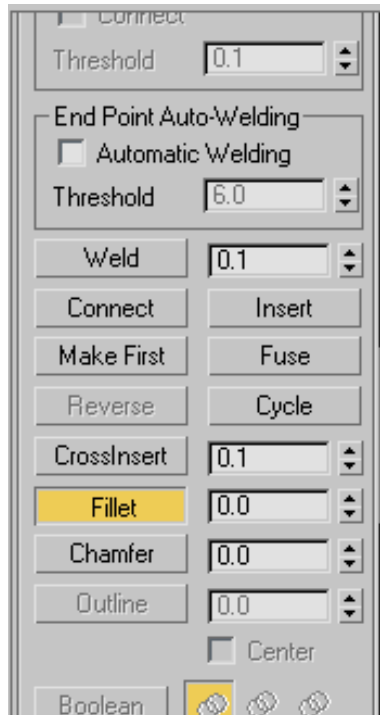 Connect
Threshold 0.1
End Point Auto-Welding
Automatic Welding
Threshold 6.0
Weld 0.1
Connect Insert
Make First Fuse
Reverse Cycle
CrossInsert 0.1
Fillet 0.0
Chamfer 0.0
Outline 0.0
Center
Boolean